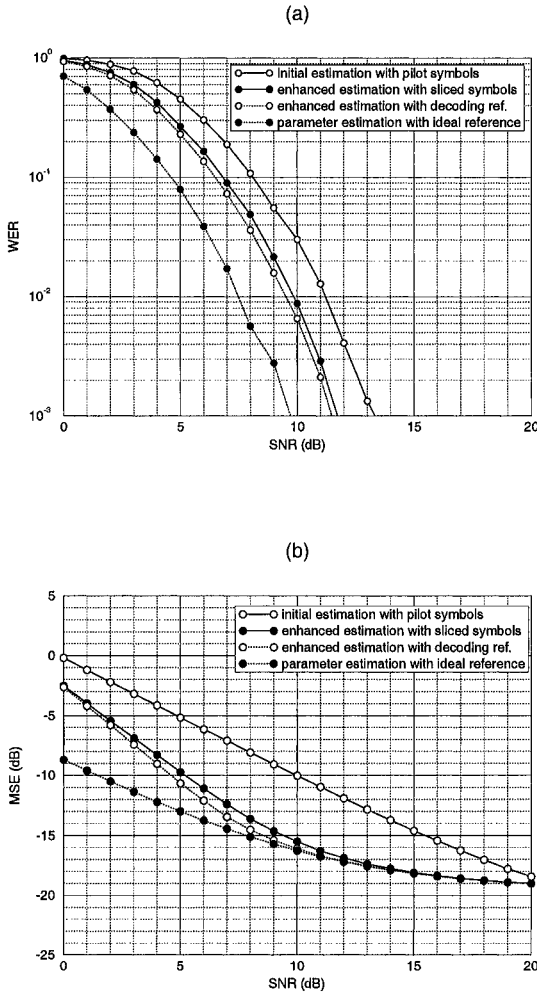 (a)
10⁰
10⁻¹
10⁻²
10⁻³
WER
initial estimation with pilot symbols
enhanced estimation with sliced symbols
enhanced estimation with decoding ref.
parameter estimation with ideal reference
0 5 10 15 20
SNR (dB)
(b)
5
0
-5
-10
-15
-20
-25
MSE (dB)
initial estimation with pilot symbols
enhanced estimation with sliced symbols
enhanced estimation with decoding ref.
parameter estimation with ideal reference
0 5 10 15 20
SNR (dB)